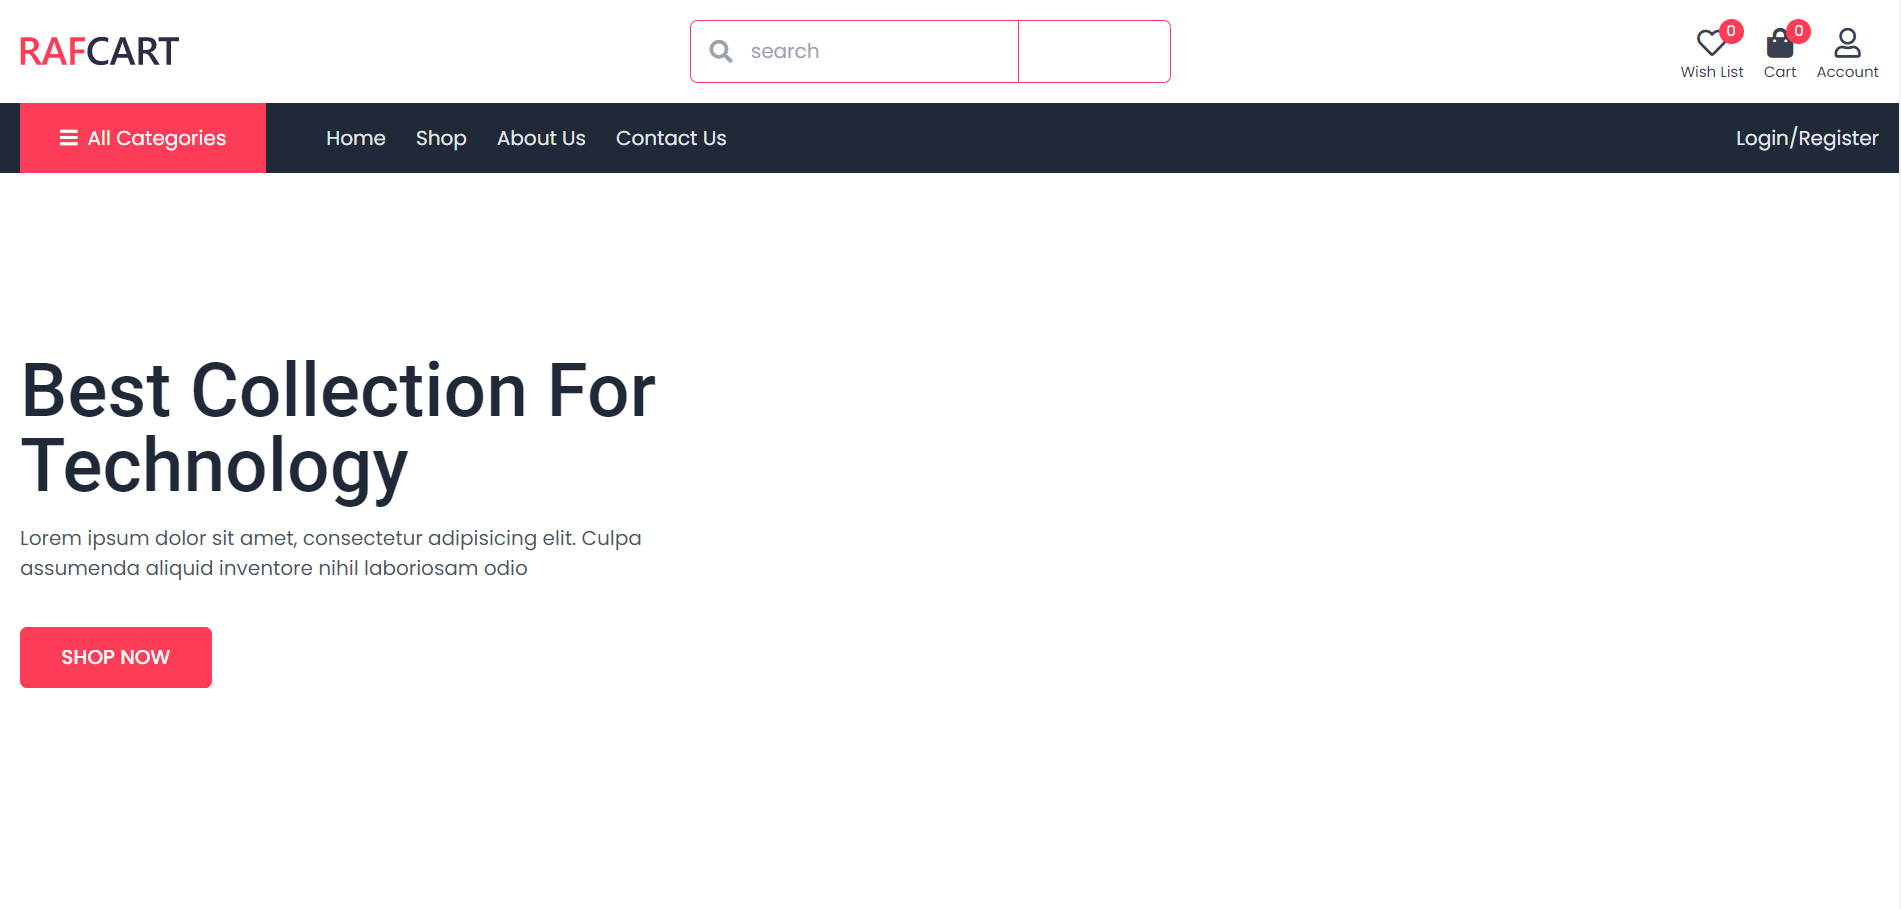 RAFCART
search
0
0
Wish List
Cart
Account
All Categories
Home
Shop
About Us
Contact Us
Login/Register
Best Collection For
Technology
Lorem ipsum dolor sit amet, consectetur adipisicing elit. Culpa
assumenda aliquid inventore nihil laboriosam odio
SHOP NOW